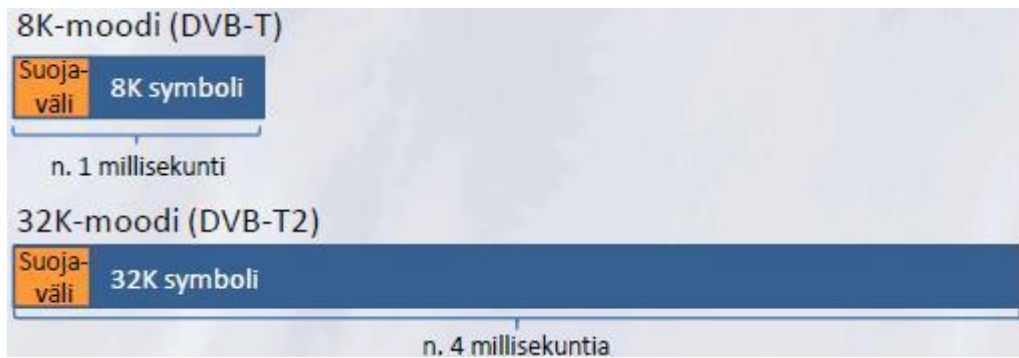 8K-moodi (DVB-T)
Suoja-
väli
8K symboli
n. 1 millisekunti
32K-moodi (DVB-T2)
Suoja-
väli
32K symboli
n. 4 millisekuntia